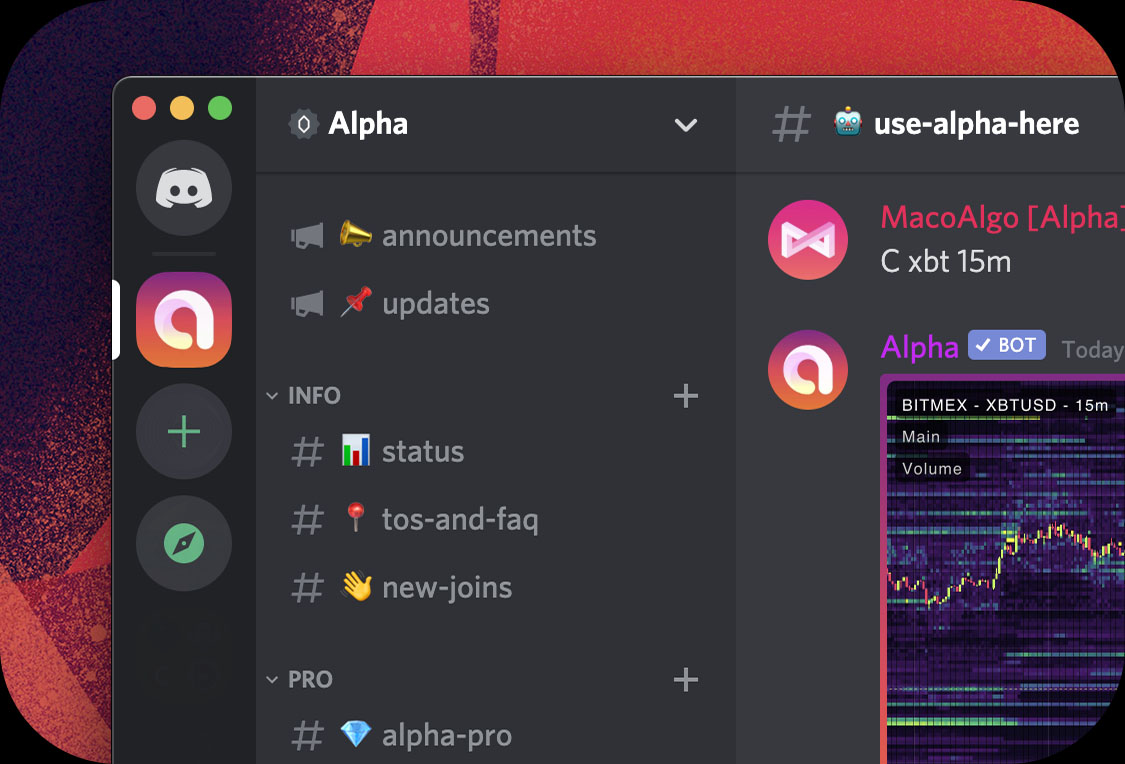 Alpha
announcements
updates
INFO
status
tos-and-faq
new-joins
PRO
alpha-pro
# use-alpha-here
MacoAlgo [Alpha]
C xbt 15m
Alpha ✓ BOT Today
BITMEX - XBTUSD - 15m
Main
Volume